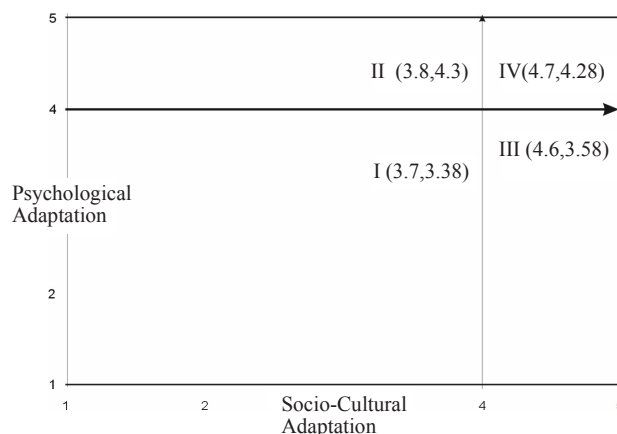 5
II (3.8,4.3) IV(4.7,4.28)
4
III (4.6,3.58)
I (3.7,3.38)
Psychological
Adaptation
2
1
1 2 Socio-Cultural 4
Adaptation